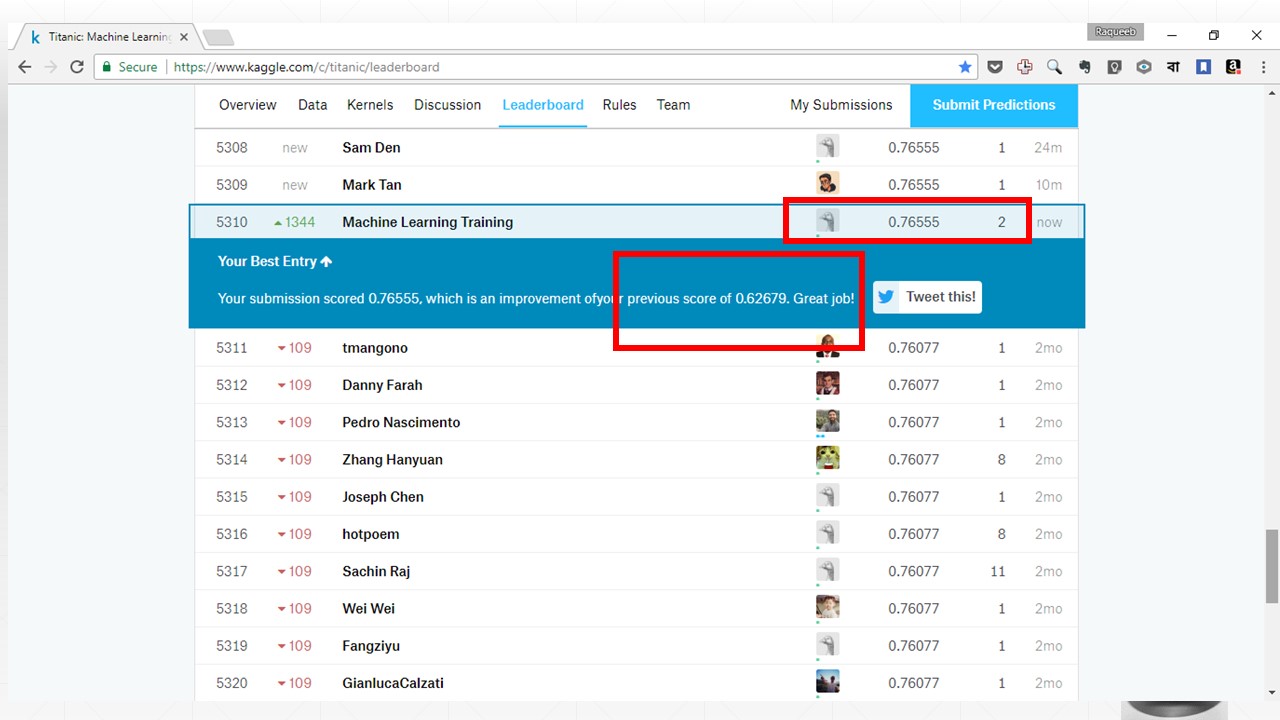 Titanic: Machine Learning
Raqueeb
Secure https://www.kaggle.com/c/titanic/leaderboard
বা
Overview Data Kernels Discussion Leaderboard Rules Team My Submissions Submit Predictions
5308 new Sam Den 0.76555 1 24m
5309 new Mark Tan 0.76555 1 10m
5310 1344 Machine Learning Training 0.76555 2 now
Your Best Entry
Your submission scored 0.76555, which is an improvement ofyour previous score of 0.62679. Great job! Tweet this!
5311 109 tmangono 0.76077 1 2mo
5312 109 Danny Farah 0.76077 1 2mo
5313 109 Pedro Nascimento 0.76077 1 2mo
5314 109 Zhang Hanyuan 0.76077 8 2mo
5315 109 Joseph Chen 0.76077 1 2mo
5316 109 hotpoem 0.76077 8 2mo
5317 109 Sachin Raj 0.76077 11 2mo
5318 109 Wei Wei 0.76077 1 2mo
5319 109 Fangziyu 0.76077 1 2mo
5320 109 GianlucaCalzati 0.76077 1 2mo